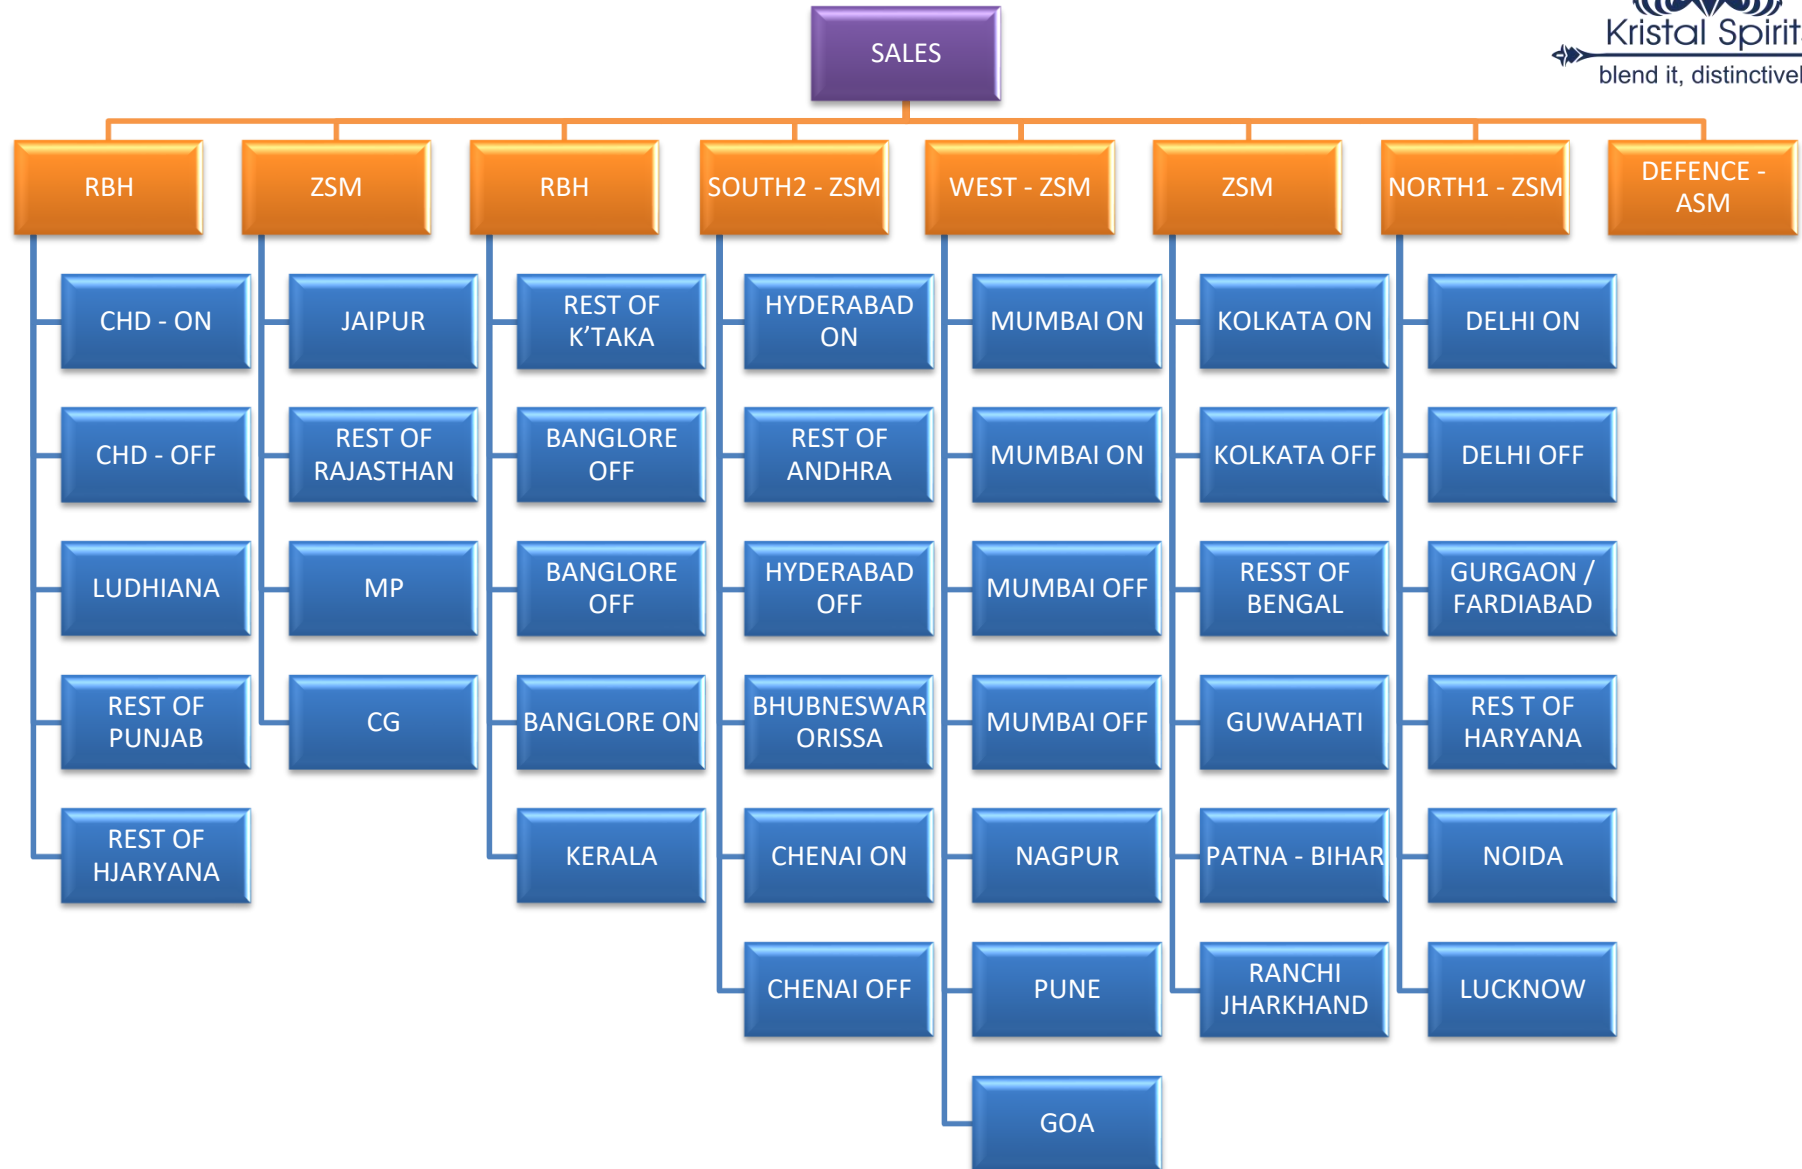 Kristal Spirits
blend it, distinctively
SALES
RBH
ZSM
RBH
SOUTH2 - ZSM
WEST - ZSM
ZSM
NORTH1 - ZSM
DEFENCE -
ASM
CHD - ON
CHD - OFF
LUDHIANA
REST OF
PUNJAB
REST OF
HJARYANA
JAIPUR
REST OF
RAJASTHAN
MP
CG
REST OF
K’TAKA
BANGLORE
OFF
BANGLORE
OFF
BANGLORE ON
KERALA
HYDERABAD
ON
REST OF
ANDHRA
HYDERABAD
OFF
BHUBNESWAR
ORISSA
CHENAI ON
CHENAI OFF
MUMBAI ON
MUMBAI ON
MUMBAI OFF
MUMBAI OFF
NAGPUR
PUNE
GOA
KOLKATA ON
KOLKATA OFF
RESST OF
BENGAL
GUWAHATI
PATNA - BIHAR
RANCHI
JHARKHAND
DELHI ON
DELHI OFF
GURGAON /
FARDIABAD
RES T OF
HARYANA
NOIDA
LUCKNOW